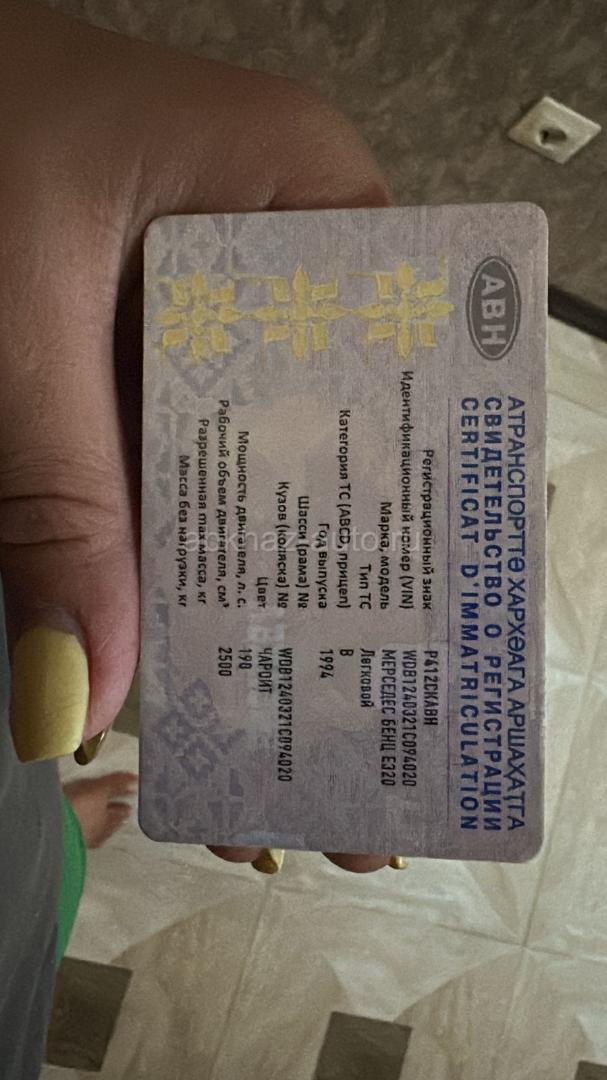 АВН
АТРАНСПОРТТӘ ХАРХӘАГА АРШАҲАҬГА
СВИДЕТЕЛЬСТВО О РЕГИСТРАЦИИ
CERTIFICAT D'IMMATRICULATION
Регистрационный знак Р412СКАВН
Идентификационный номер (VIN) WDB1240321C094020
Марка, модель МЕРСЕДЕС БЕНЦ Е320
Тип ТС Легковой
Категория ТС (ABCD, прицеп) В
Год выпуска 1994
Шасси (рама) №
Кузов (коляска) № WDB1240321C094020
Цвет ЧАРОИТ
Мощность двигателя, л. с. 190
Рабочий объем двигателя, см³ 2500
Разрешенная max масса, кг
Масса без нагрузки, кг